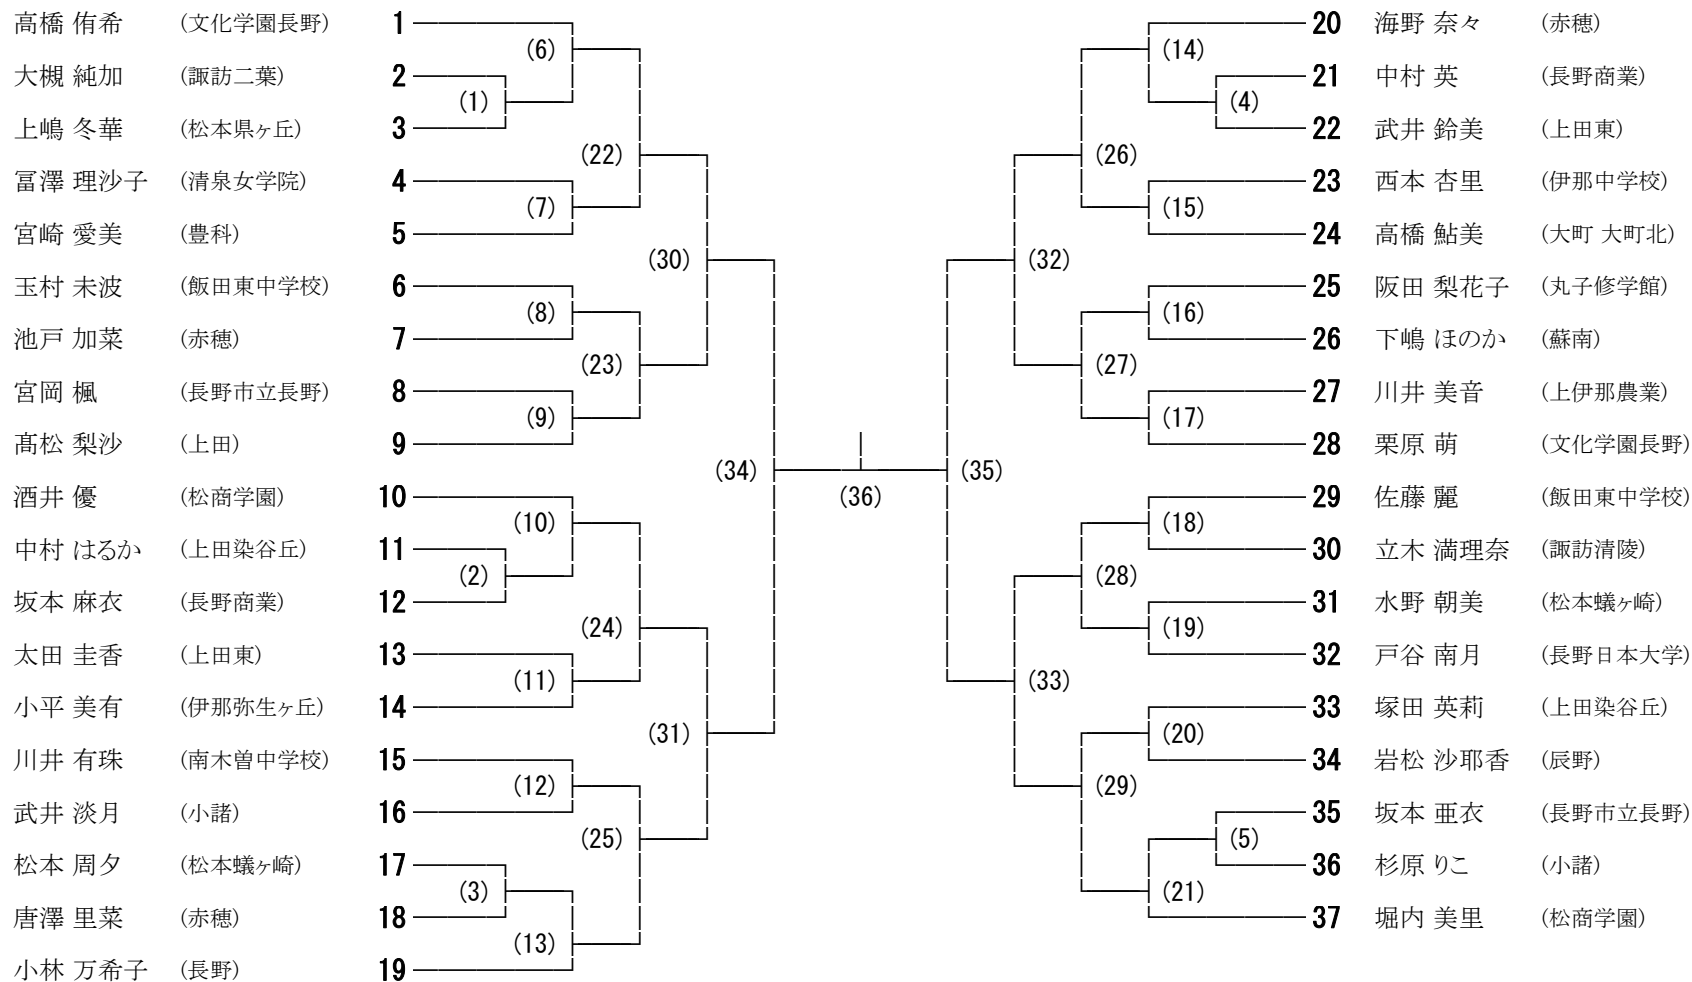 高橋 侑希 (文化学園長野) 1
大槻 純加 (諏訪二葉) 2
上嶋 冬華 (松本県ヶ丘) 3
冨澤 理沙子 (清泉女学院) 4
宮崎 愛美 (豊科) 5
玉村 未波 (飯田東中学校) 6
池戸 加菜 (赤穂) 7
宮岡 楓 (長野市立長野) 8
髙松 梨沙 (上田) 9
酒井 優 (松商学園) 10
中村 はるか (上田染谷丘) 11
坂本 麻衣 (長野商業) 12
太田 圭香 (上田東) 13
小平 美有 (伊那弥生ヶ丘) 14
川井 有珠 (南木曽中学校) 15
武井 淡月 (小諸) 16
松本 周夕 (松本蟻ヶ崎) 17
唐澤 里菜 (赤穂) 18
小林 万希子 (長野) 19
(1)
(2)
(3)
(6)
(7)
(8)
(9)
(10)
(11)
(12)
(13)
(22)
(23)
(24)
(25)
(30)
(31)
(34)
(36)
(35)
(32)
(33)
(26)
(27)
(28)
(29)
(14)
(15)
(16)
(17)
(18)
(19)
(20)
(21)
(4)
(5)
20 海野 奈々 (赤穂)
21 中村 英 (長野商業)
22 武井 鈴美 (上田東)
23 西本 杏里 (伊那中学校)
24 高橋 鮎美 (大町 大町北)
25 阪田 梨花子 (丸子修学館)
26 下嶋 ほのか (蘇南)
27 川井 美音 (上伊那農業)
28 栗原 萌 (文化学園長野)
29 佐藤 麗 (飯田東中学校)
30 立木 満理奈 (諏訪清陵)
31 水野 朝美 (松本蟻ヶ崎)
32 戸谷 南月 (長野日本大学)
33 塚田 英莉 (上田染谷丘)
34 岩松 沙耶香 (辰野)
35 坂本 亜衣 (長野市立長野)
36 杉原 りこ (小諸)
37 堀内 美里 (松商学園)